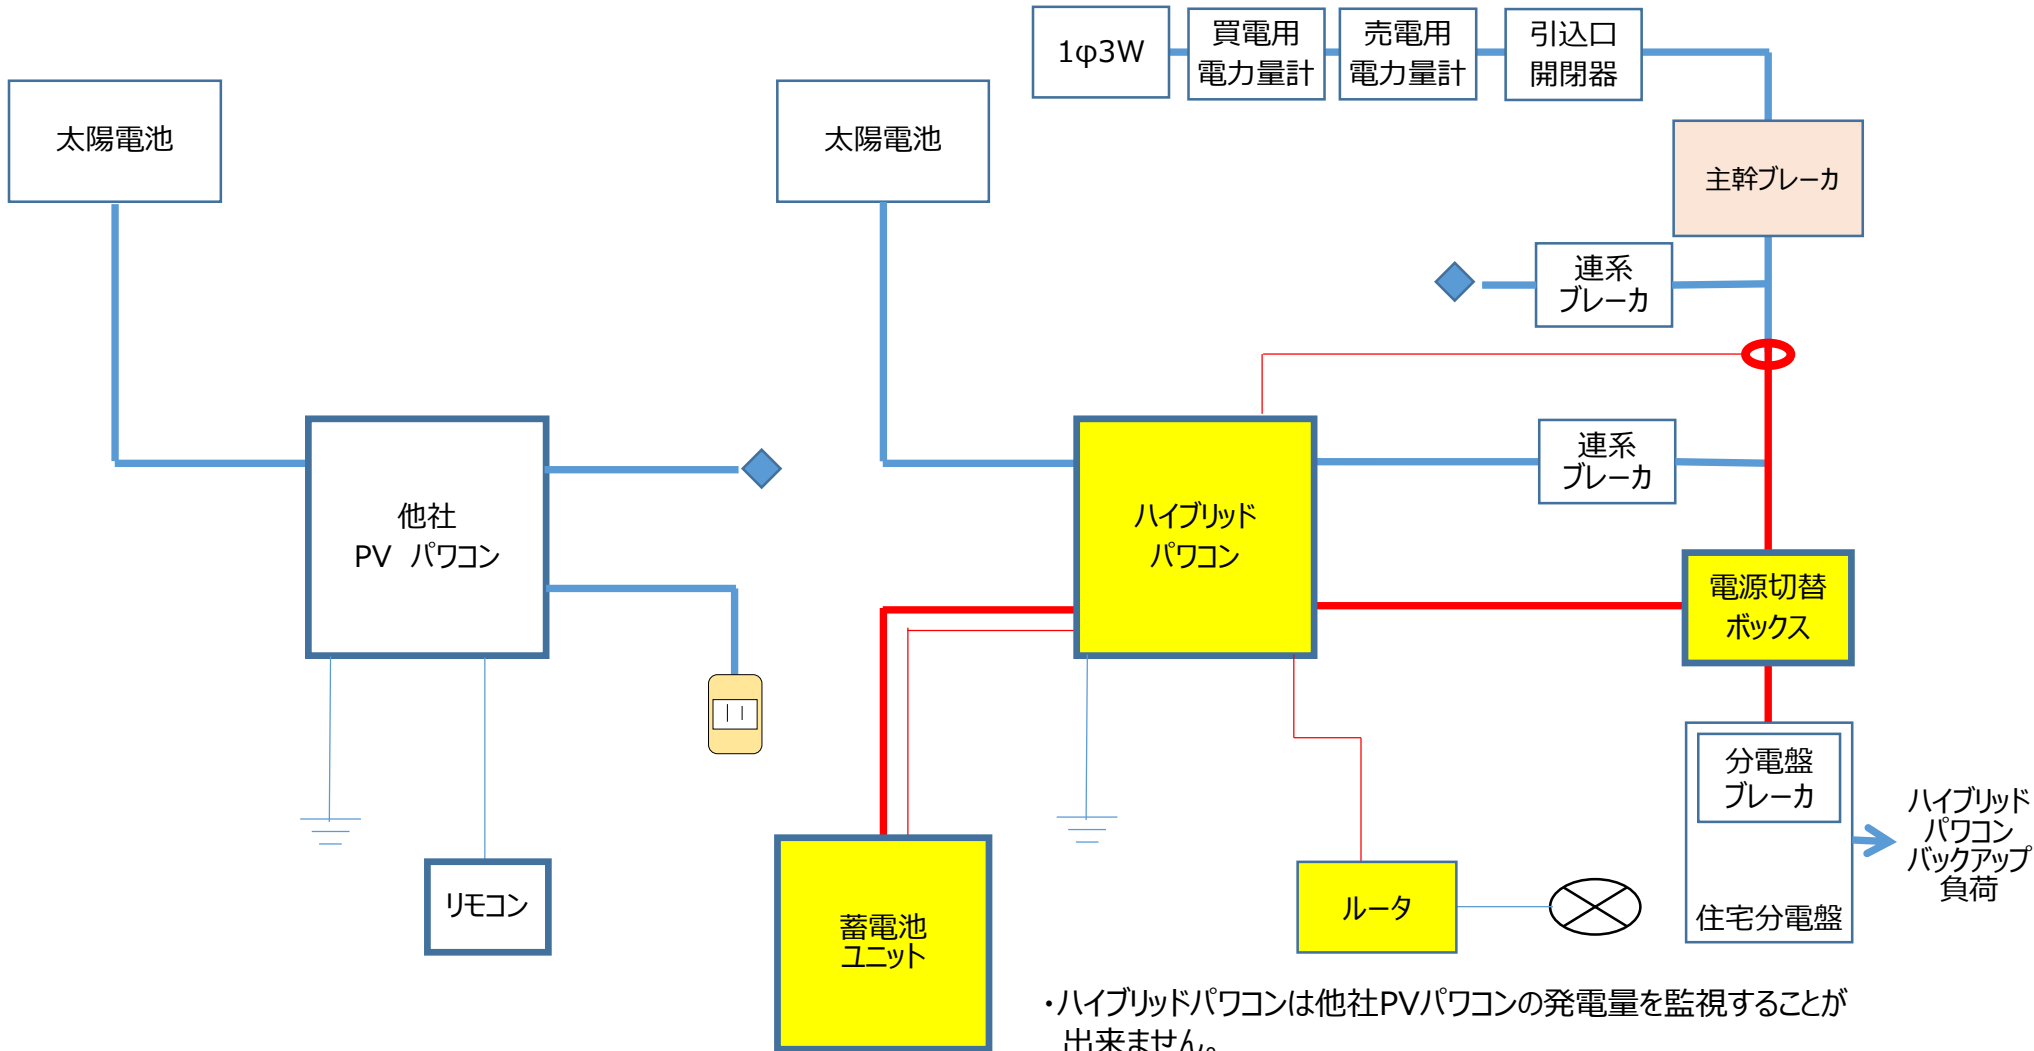 1φ3W
買電用
電力量計
売電用
電力量計
引込口
開閉器
太陽電池
太陽電池
主幹ブレーカ
連系
ブレーカ
連系
ブレーカ
他社
PV パワコン
ハイブリッド
パワコン
電源切替
ボックス
分電盤
ブレーカ
住宅分電盤
ハイブリッド
パワコン
バックアップ
負荷
リモコン
蓄電池
ユニット
ルータ
・ハイブリッドパワコンは他社PVパワコンの発電量を監視することが
出来ません。